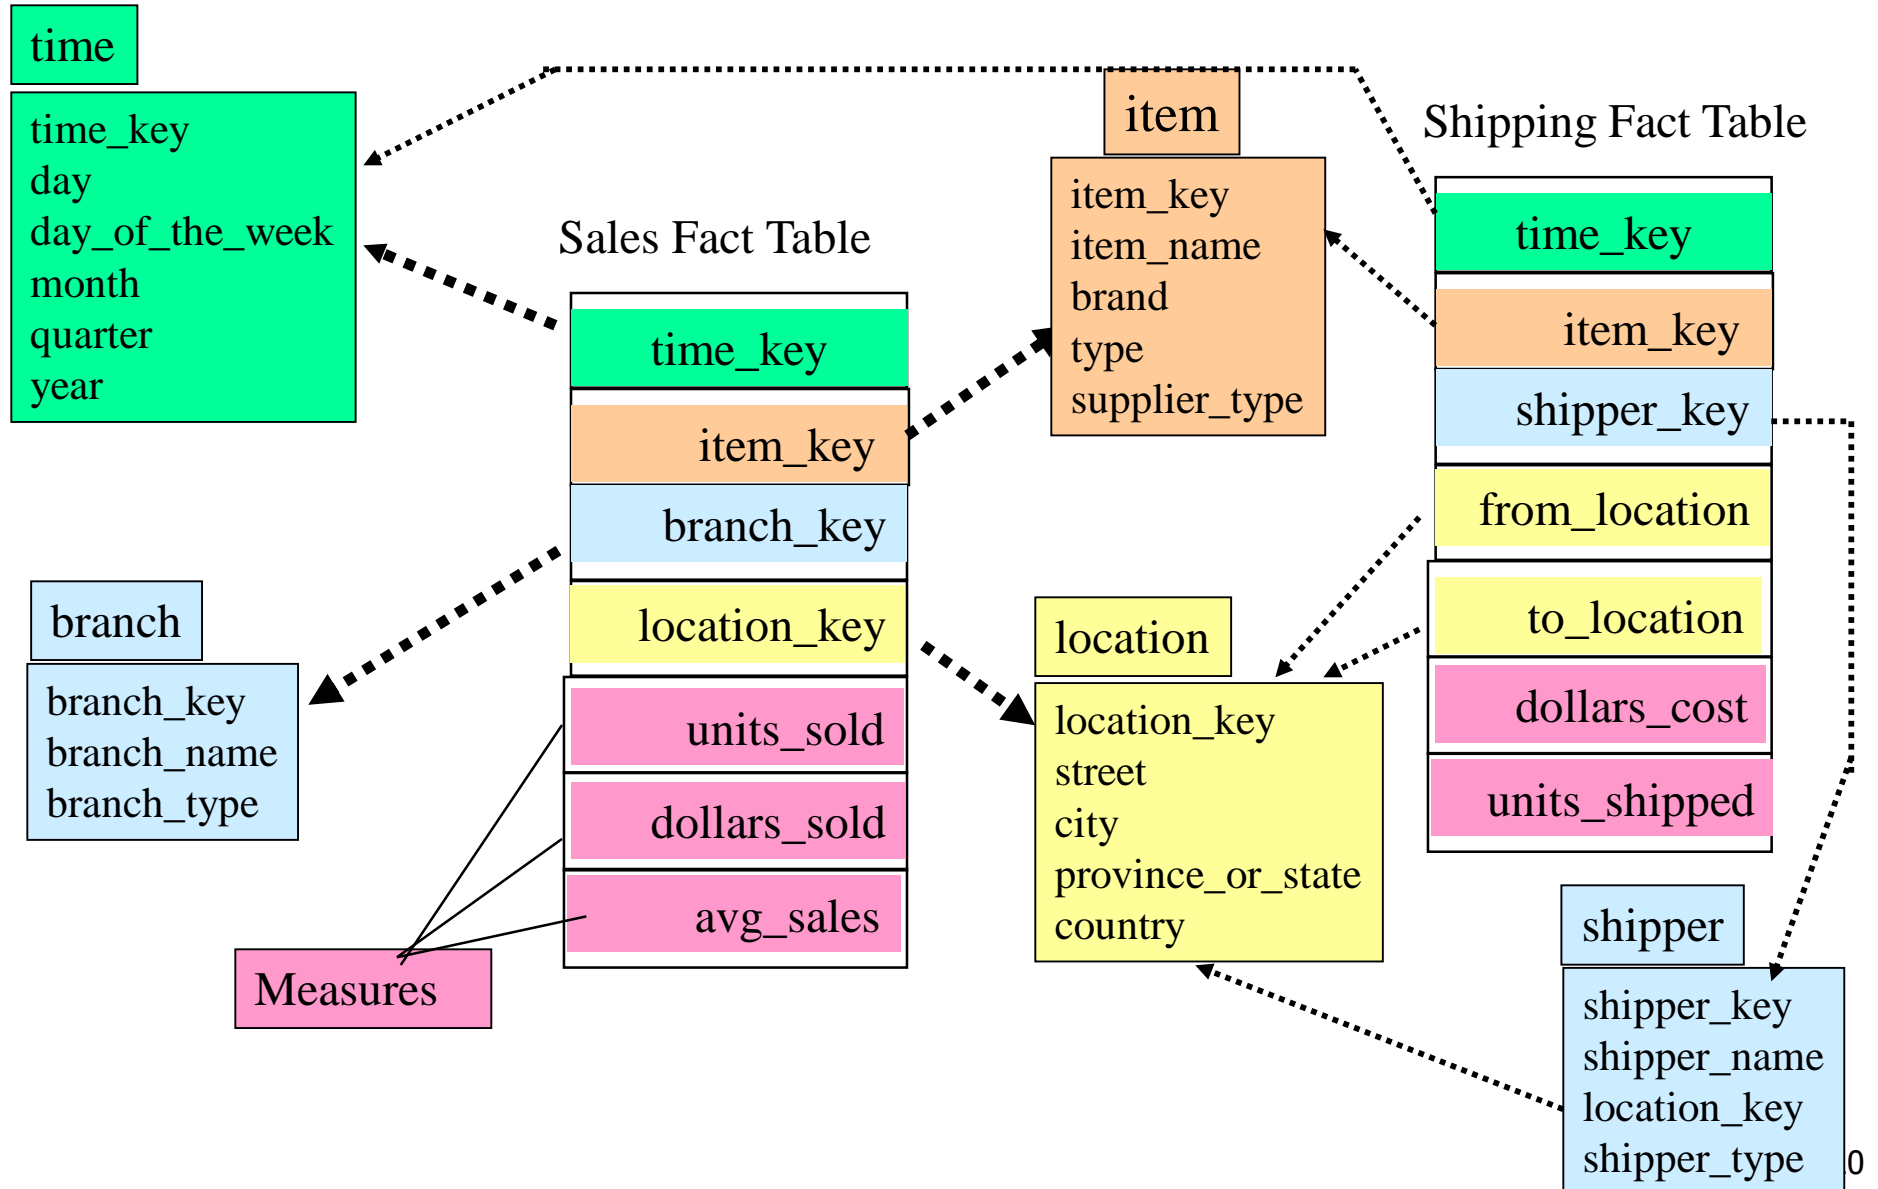 time
time_key
day
day_of_the_week
month
quarter
year
Sales Fact Table
time_key
item_key
branch_key
location_key
units_sold
dollars_sold
avg_sales
branch
branch_key
branch_name
branch_type
Measures
item
item_key
item_name
brand
type
supplier_type
location
location_key
street
city
province_or_state
country
Shipping Fact Table
time_key
item_key
shipper_key
from_location
to_location
dollars_cost
units_shipped
shipper
shipper_key
shipper_name
location_key
shipper_type